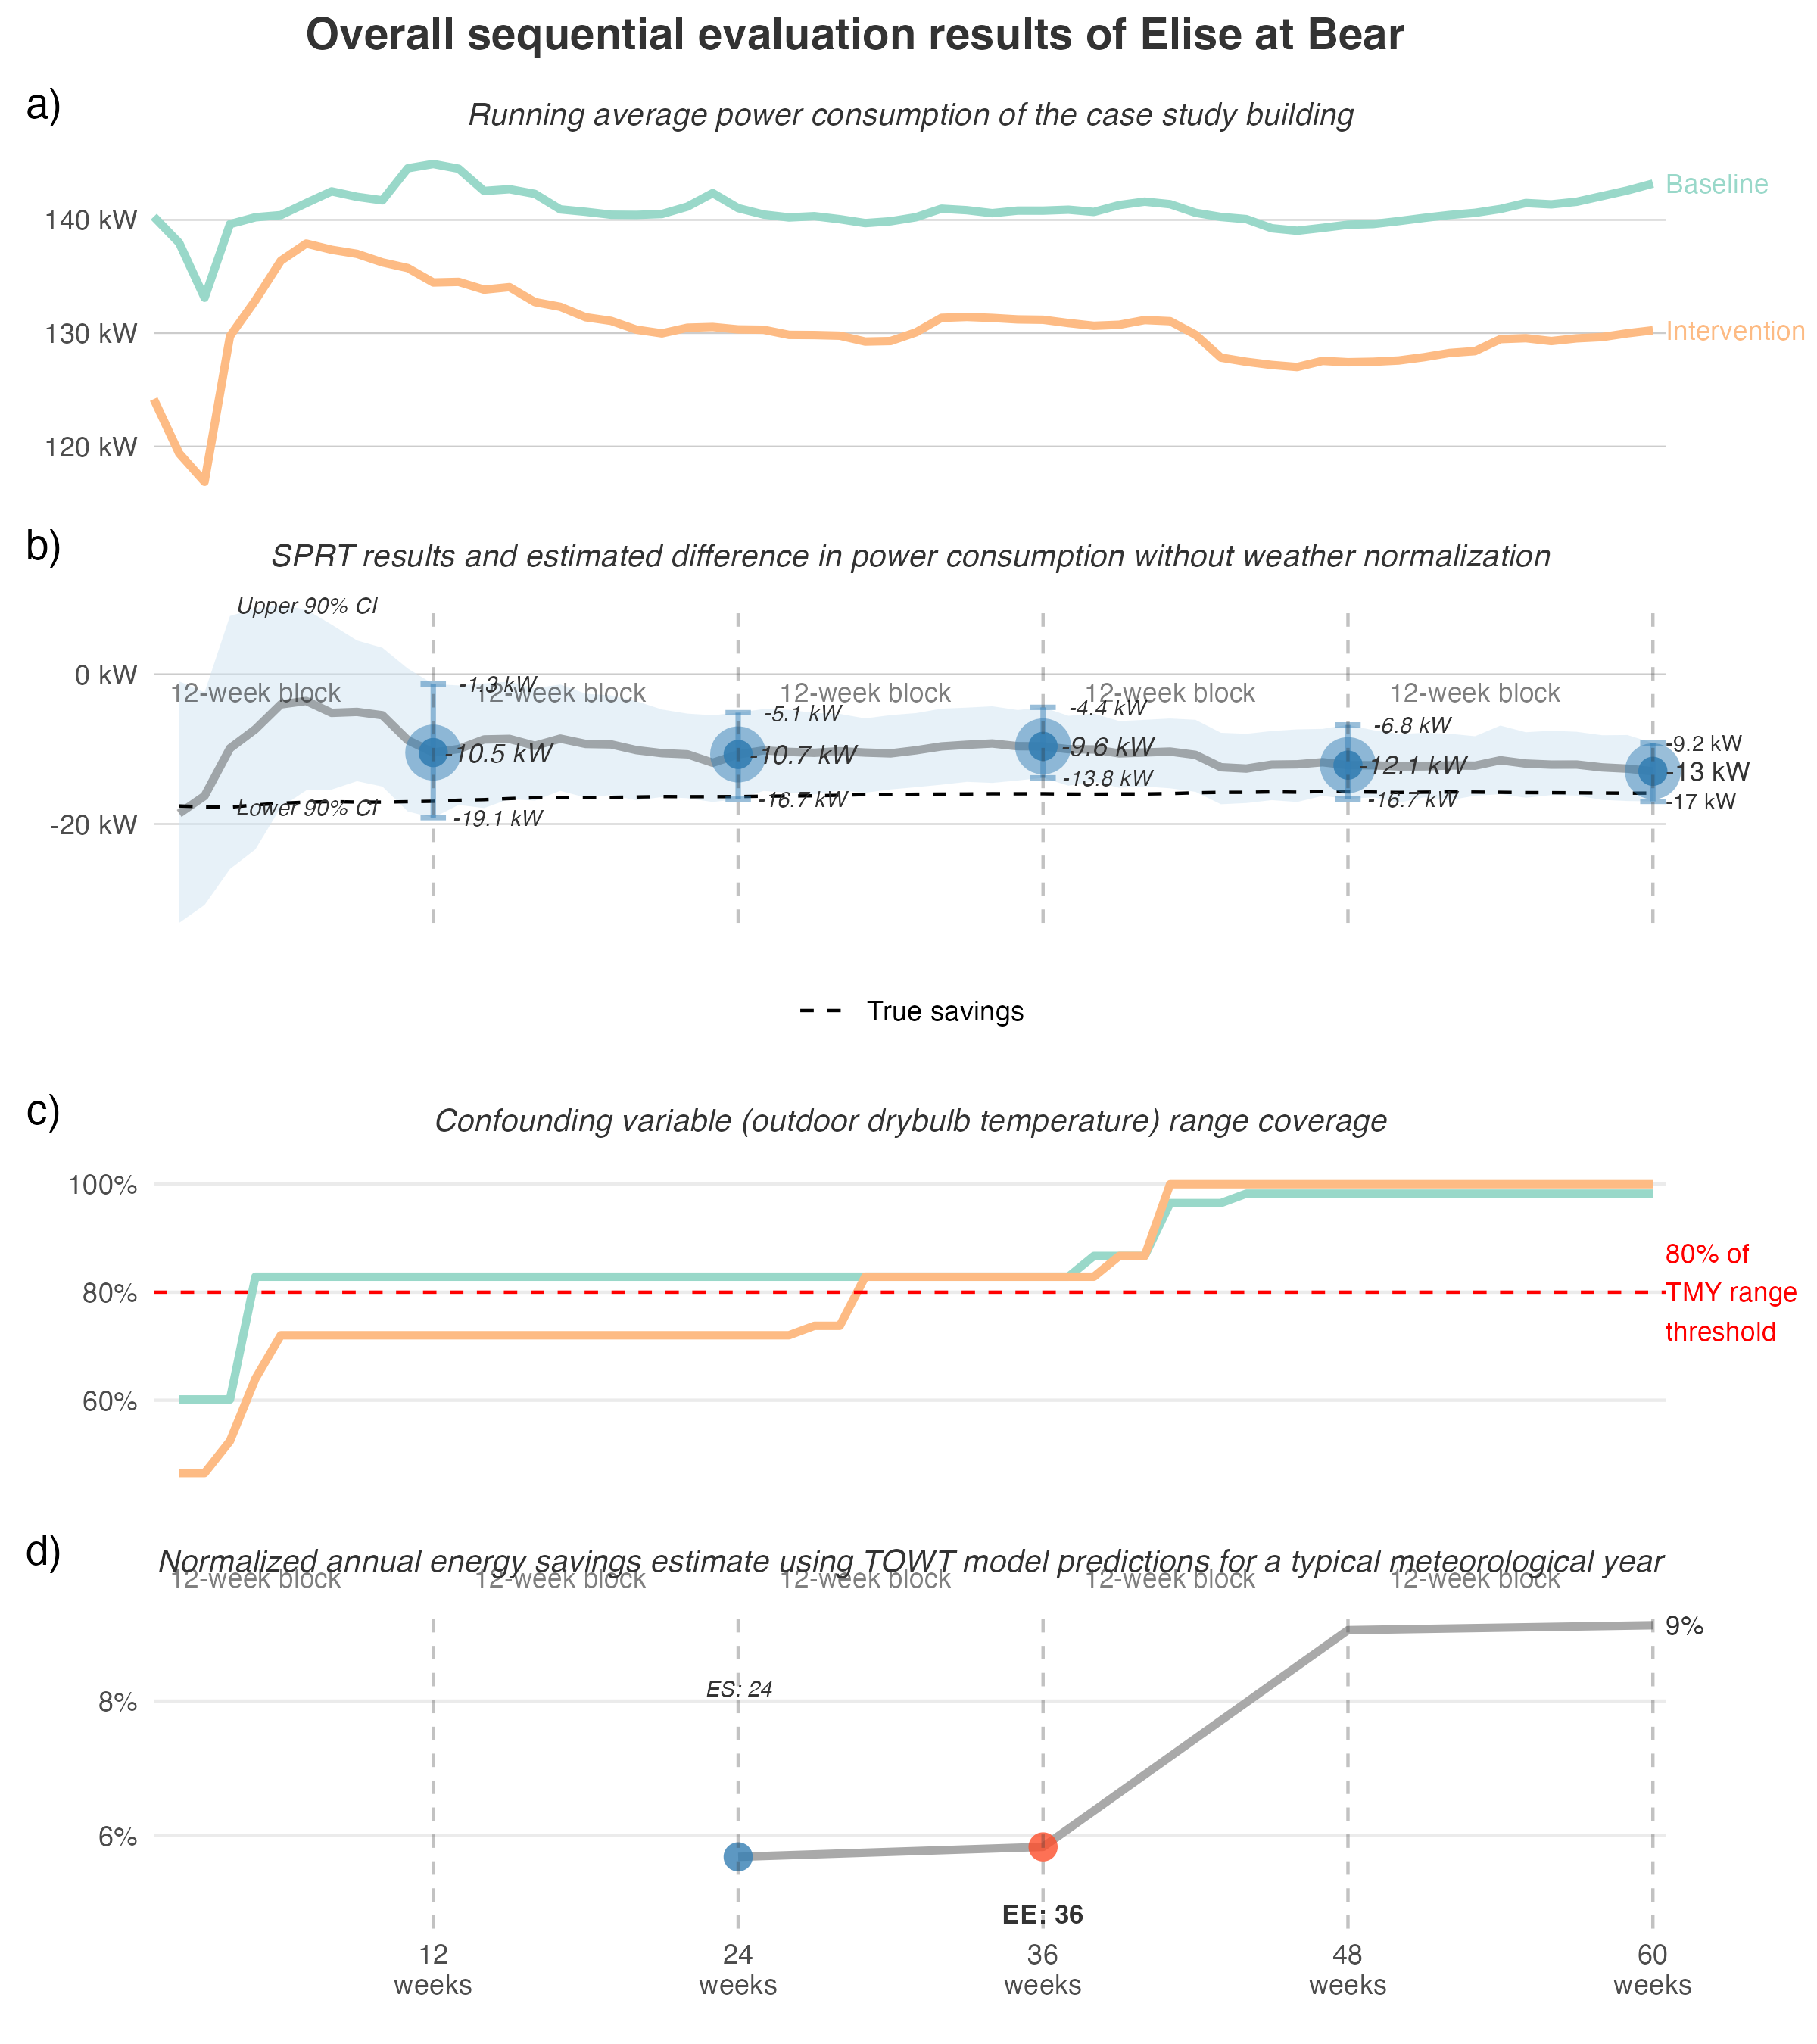 Overall sequential evaluation results of Elise at Bear
a)
Running average power consumption of the case study building
Baseline
140 kW
130 kW
Intervention
120 kW
b)
SPRT results and estimated difference in power consumption without weather normalization
Upper 90% CI
0 kW
12-week block
12-week block
12-week block
12-week block
12-week block
-1.3 kW
-5.1 kW
-4.4 kW
-6.8 kW
-9.2 kW
-10.5 kW
-10.7 kW
-9.6 kW
-12.1 kW
-13 kW
-19.1 kW
-16.7 kW
-13.8 kW
-16.7 kW
-17 kW
Lower 90% CI
-20 kW
True savings
c)
Confounding variable (outdoor drybulb temperature) range coverage
100%
80%
60%
80% of
TMY range
threshold
d)
Normalized annual energy savings estimate using TOWT model predictions for a typical meteorological year
12-week block
12-week block
12-week block
12-week block
12-week block
9%
ES: 24
8%
6%
EE: 36
12
weeks
24
weeks
36
weeks
48
weeks
60
weeks